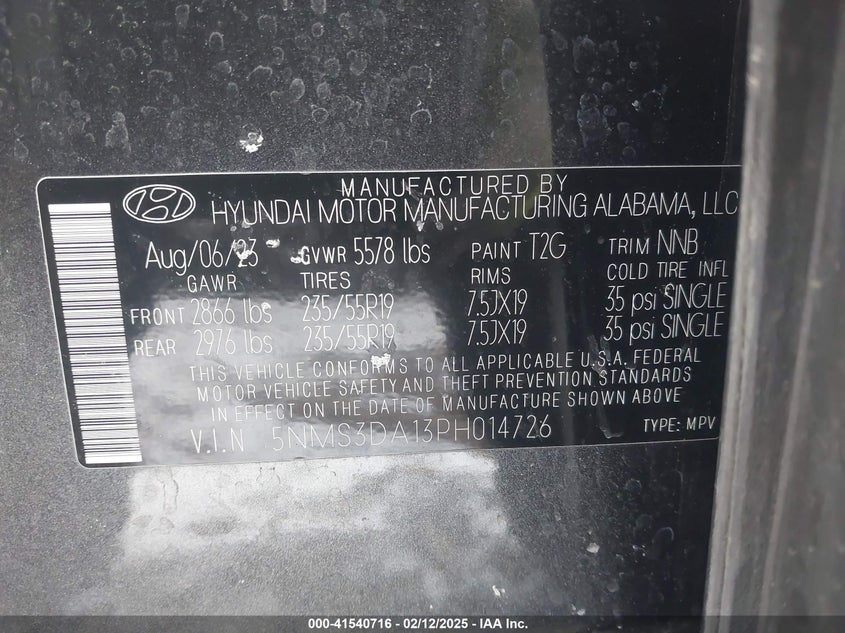 MANUFACTURED BY
HYUNDAI MOTOR MANUFACTURING ALABAMA, LLC
Aug/06/23 GVWR 5578 lbs PAINT T2G TRIM NNB
GAWR TIRES RIMS COLD TIRE INFL
FRONT 2866 lbs 235/55R19 7.5JX19 35 psi SINGLE
REAR 2976 lbs 235/55R19 7.5JX19 35 psi SINGLE
THIS VEHICLE CONFORMS TO ALL APPLICABLE U.S.A. FEDERAL
MOTOR VEHICLE SAFETY AND THEFT PREVENTION STANDARDS
IN EFFECT ON THE DATE OF MANUFACTURE SHOWN ABOVE
V.I.N 5NMS3DA13PH014726 TYPE: MPV
000-41540716 - 02/12/2025 - IAA Inc.